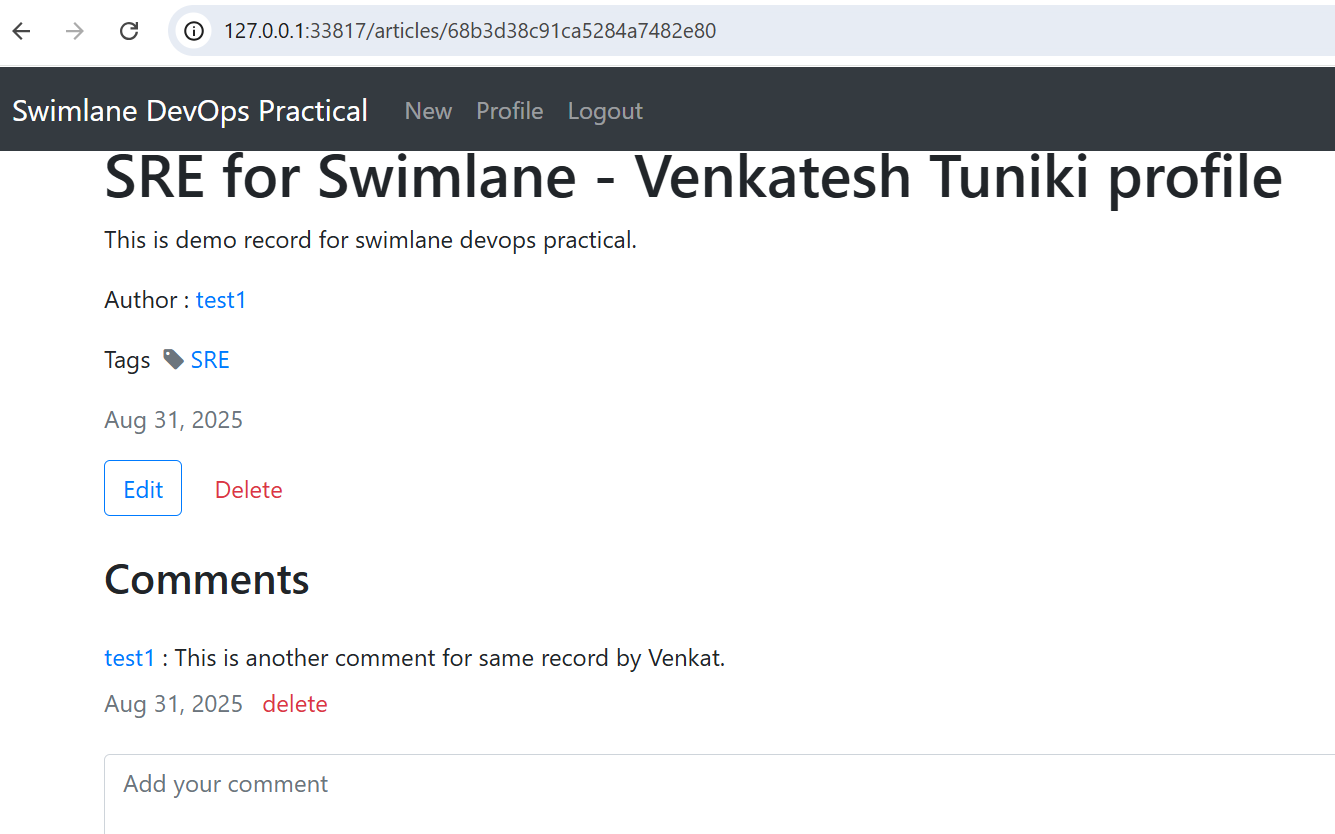 127.0.0.1:33817/articles/68b3d38c91ca5284a7482e80
Swimlane DevOps Practical New Profile Logout
SRE for Swimlane - Venkatesh Tuniki profile
This is demo record for swimlane devops practical.
Author : test1
Tags SRE
Aug 31, 2025
Edit Delete
Comments
test1 : This is another comment for same record by Venkat.
Aug 31, 2025 delete
Add your comment